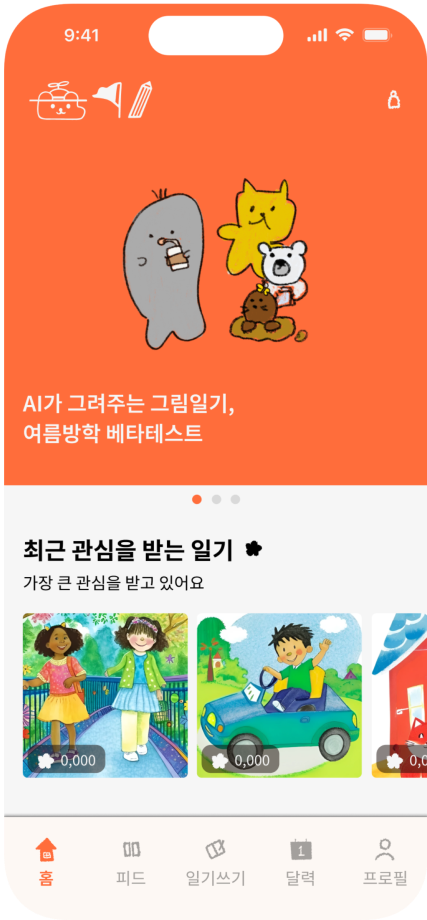 9:41
AI가 그려주는 그림일기,
여름방학 베타테스트
최근 관심을 받는 일기
가장 큰 관심을 받고 있어요
0,000
0,000
1
홈
피드
일기쓰기
달력
프로필